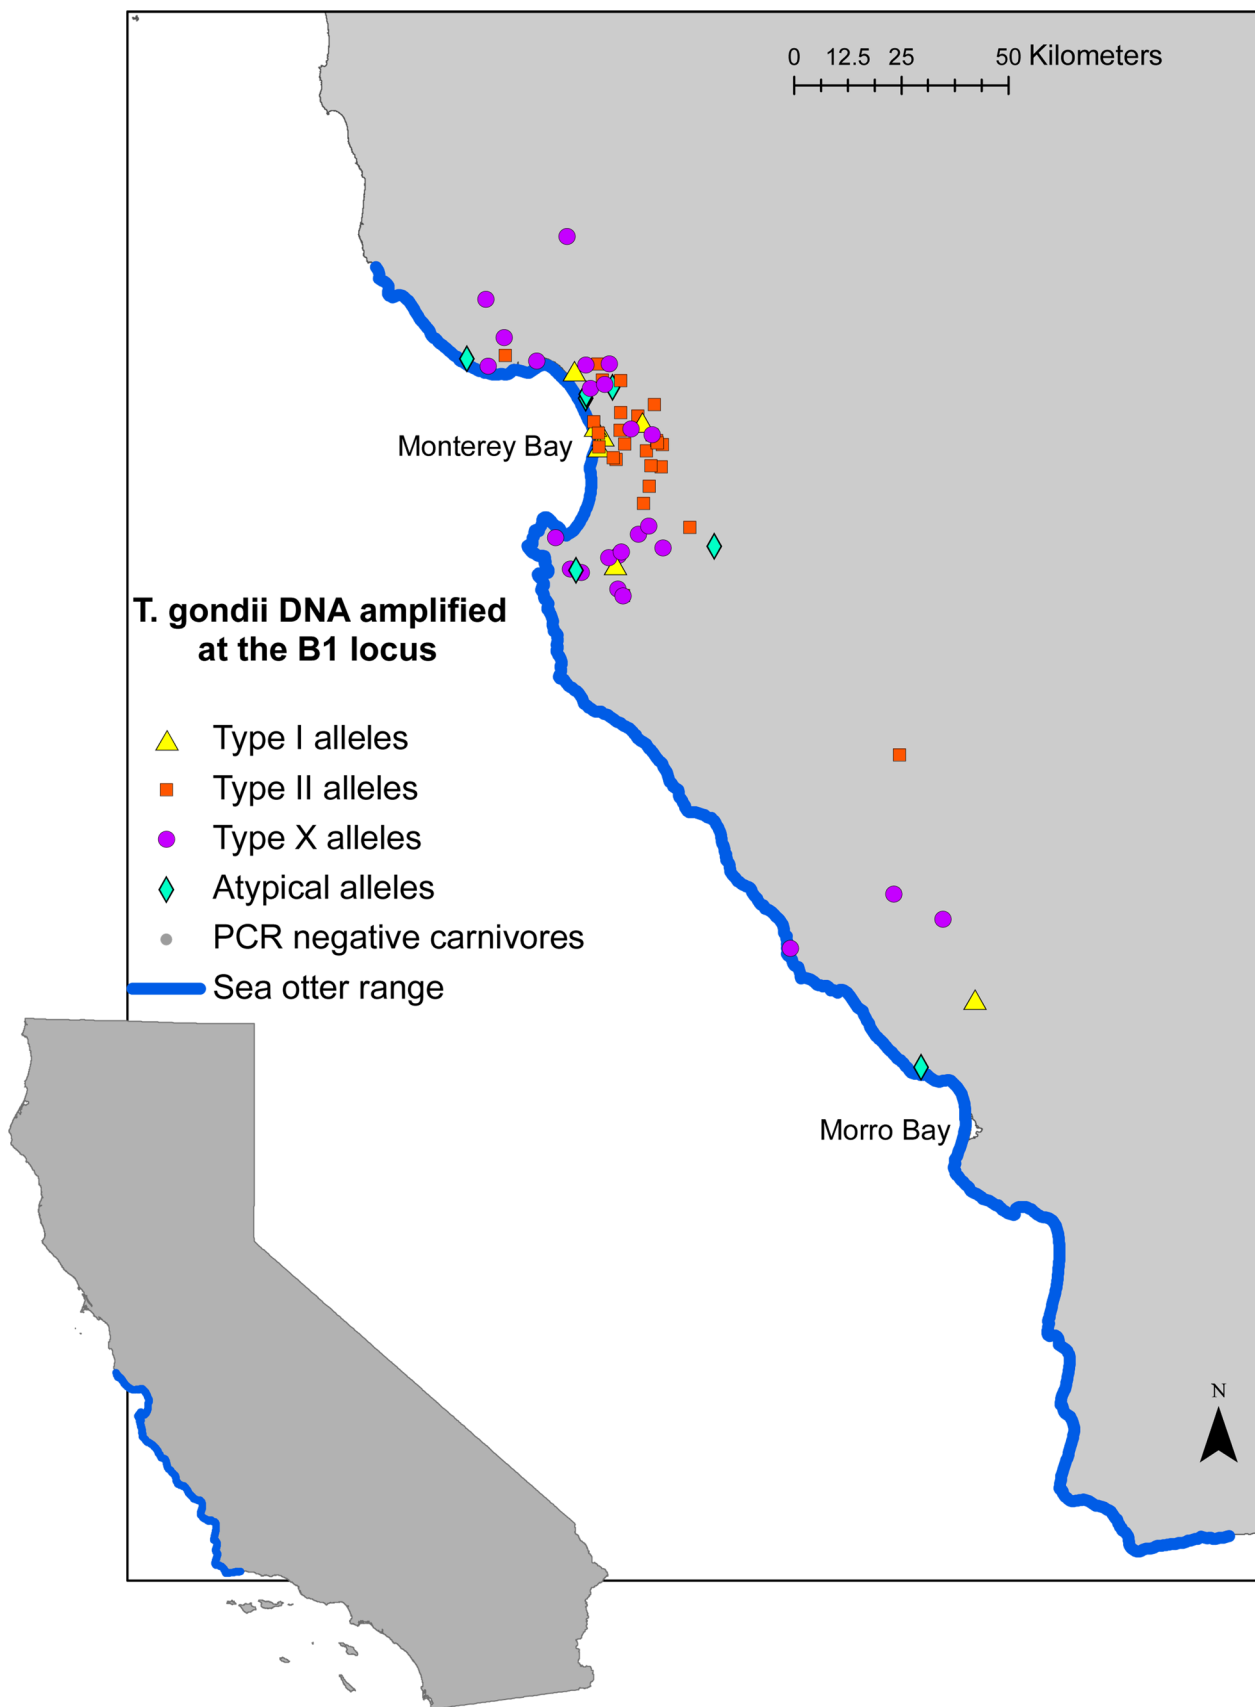 0 12.5 25 50 Kilometers
Monterey Bay
T. gondii DNA amplified
at the B1 locus
Type I alleles
Type II alleles
Type X alleles
Atypical alleles
PCR negative carnivores
Sea otter range
Morro Bay
N